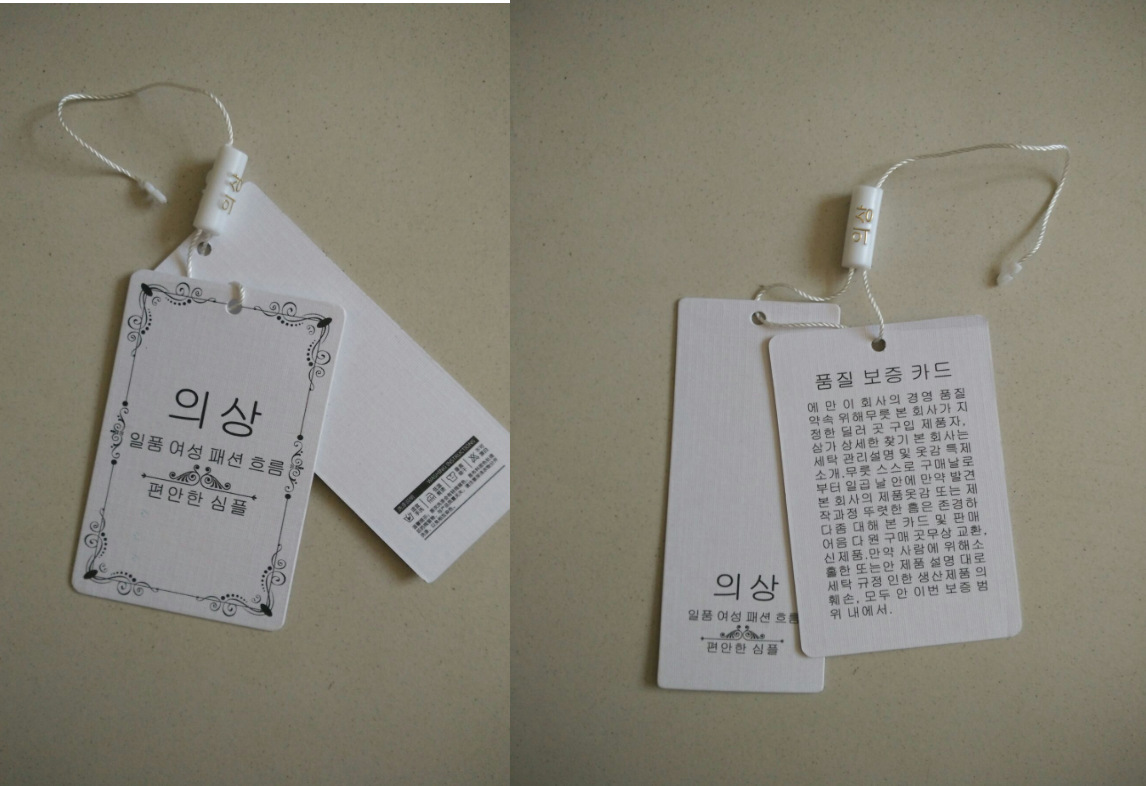 의상
의상
일품 여성 패션 흐름
편안한 심플
의상
품질 보증 카드
에 만 이 회사의 경영 품질
약속 위해무릇 본 회사가 지
정한 딜러 곳 구입 제품자,
삼가 상세한 찾기 본 회사는
세탁 관리설명 및 옷감 특제
소개.무릇 스스로 구매날로
부터 일곱 날 안에 만약 발견
본 회사의 제품옷감 또는 제
작과정 뚜렷한 흠은 존경하
다좀 대해 본 카드 및 판매
어음 다 원 구매 곳무상 교환,
신제품.만약 사람에 위해소
홀한 또는만 제품 설명 대로
세탁 규정 인한 생산제품 의
훼손, 모두 안 이번 보증 범
위 내에서.
의상
일품 여성 패션 흐름
편안한 심플